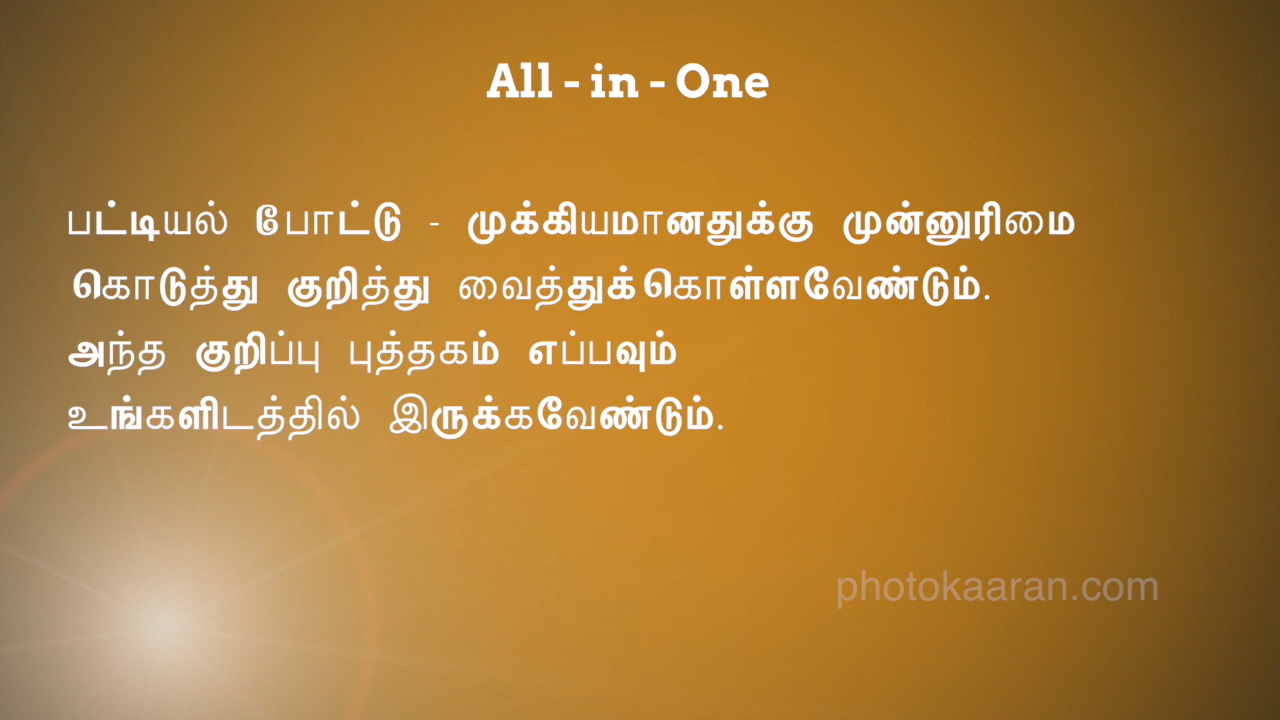 All - in - One
பட்டியல் போட்டு - முக்கியமானதுக்கு முன்னுரிமை
கொடுத்து குறித்து வைத்துக்கொள்ளவேண்டும்.
அந்த குறிப்பு புத்தகம் எப்பவும்
உங்களிடத்தில் இருக்கவேண்டும்.
photokaaran.com